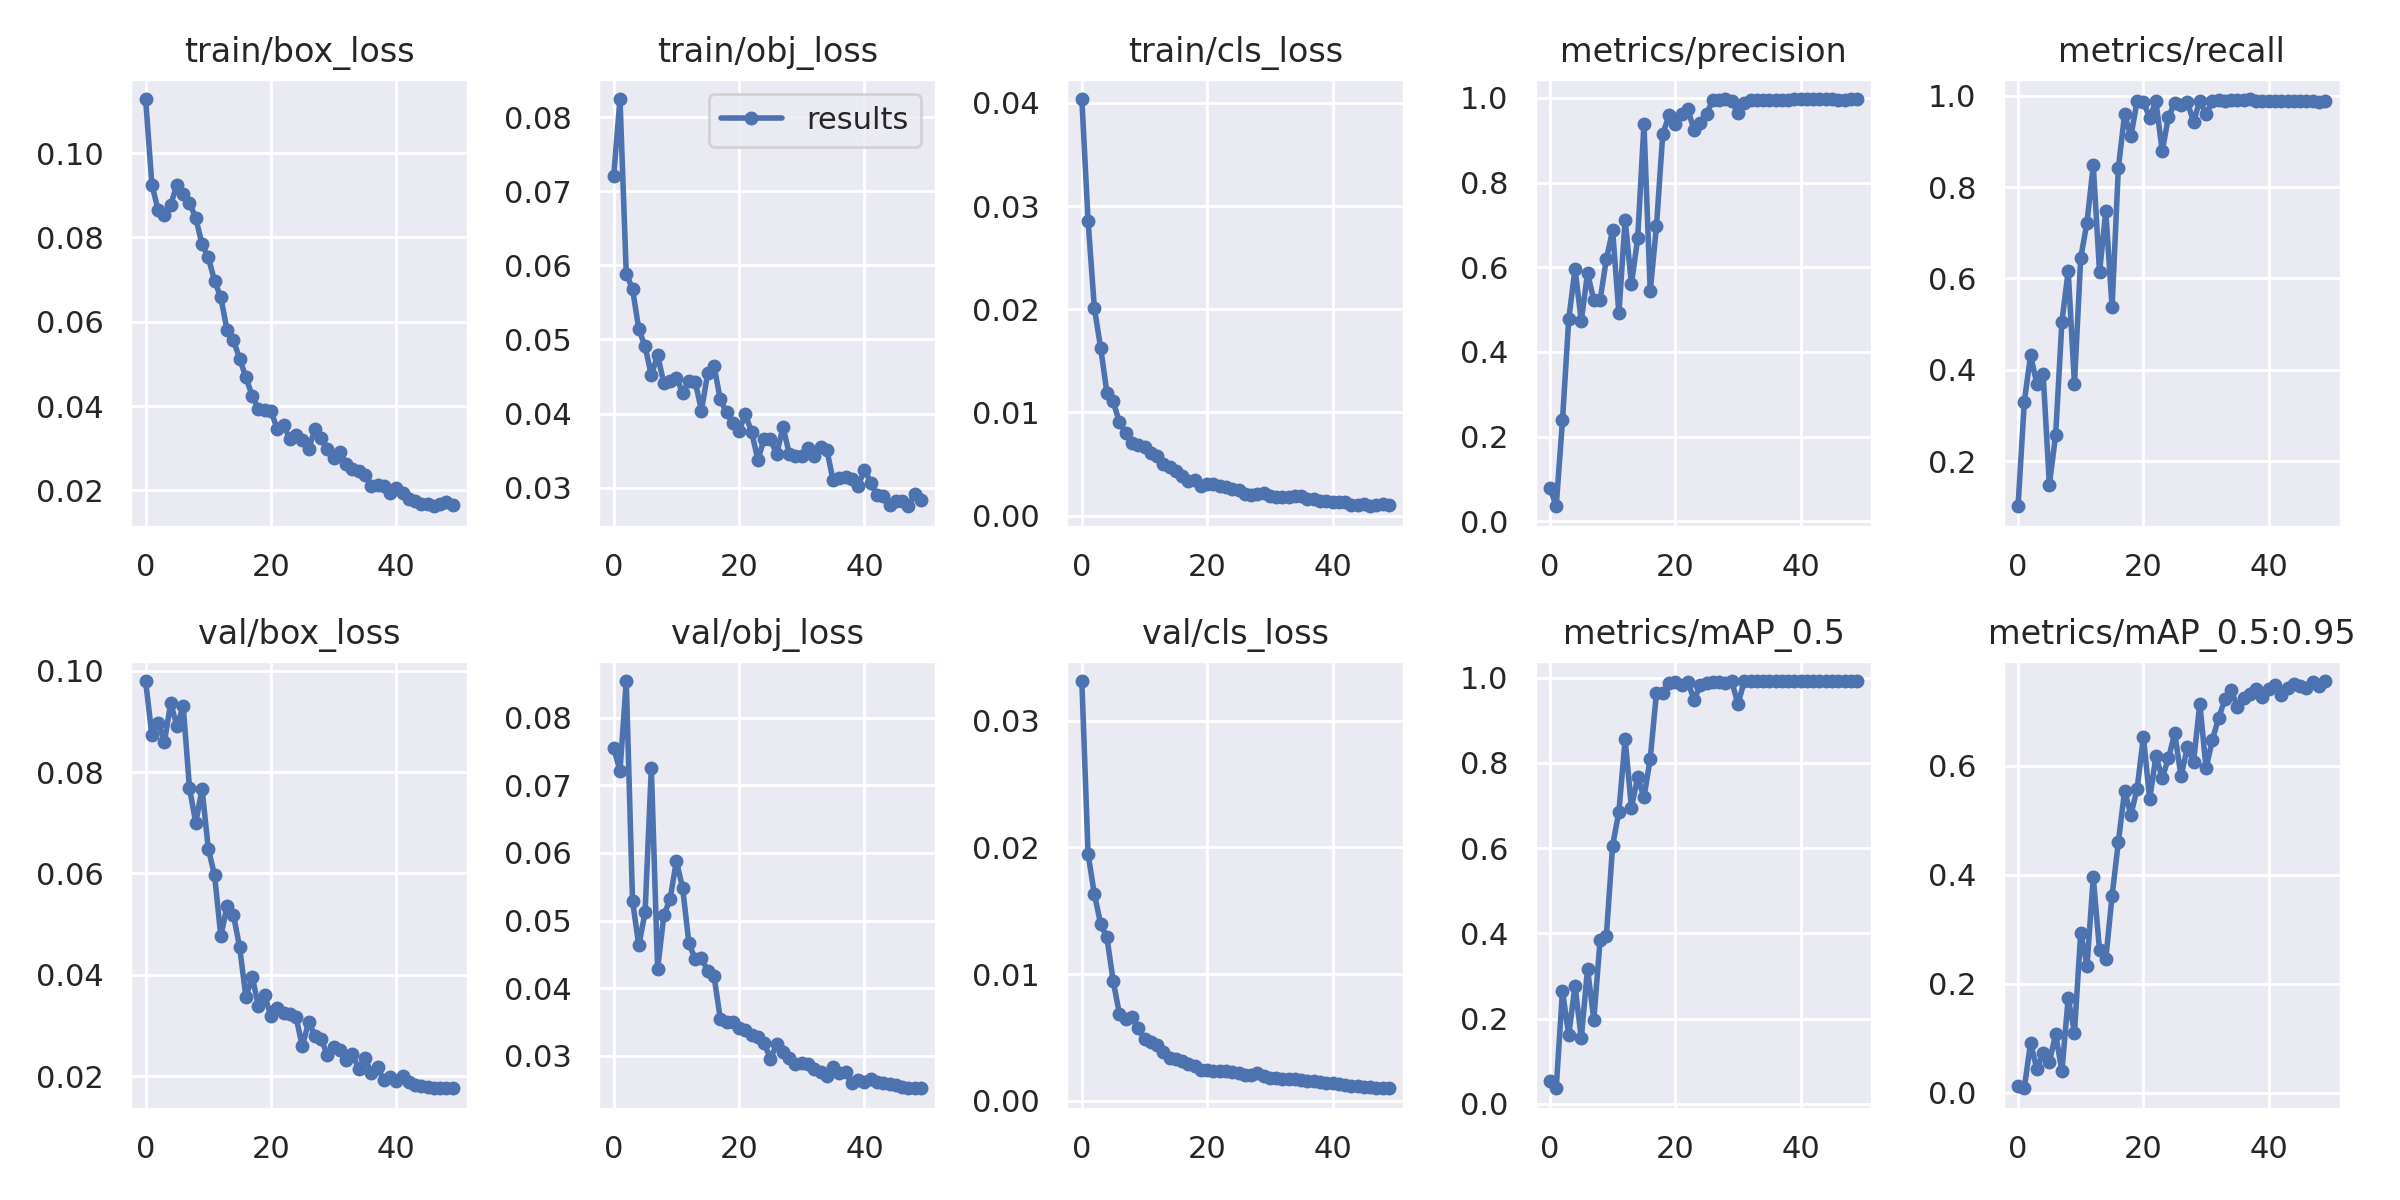 train/box_loss
train/obj_loss
train/cls_loss
metrics/precision
metrics/recall
0.10
0.08
0.06
0.04
0.02
0 20 40
results
0.08
0.07
0.06
0.05
0.04
0.03
0 20 40
0.04
0.03
0.02
0.01
0.00
0 20 40
1.0
0.8
0.6
0.4
0.2
0.0
0 20 40
1.0
0.8
0.6
0.4
0.2
0 20 40
val/box_loss
val/obj_loss
val/cls_loss
metrics/mAP_0.5
metrics/mAP_0.5:0.95
0.10
0.08
0.06
0.04
0.02
0 20 40
0.08
0.07
0.06
0.05
0.04
0.03
0 20 40
0.03
0.02
0.01
0.00
0 20 40
1.0
0.8
0.6
0.4
0.2
0.0
0 20 40
0.6
0.4
0.2
0.0
0 20 40